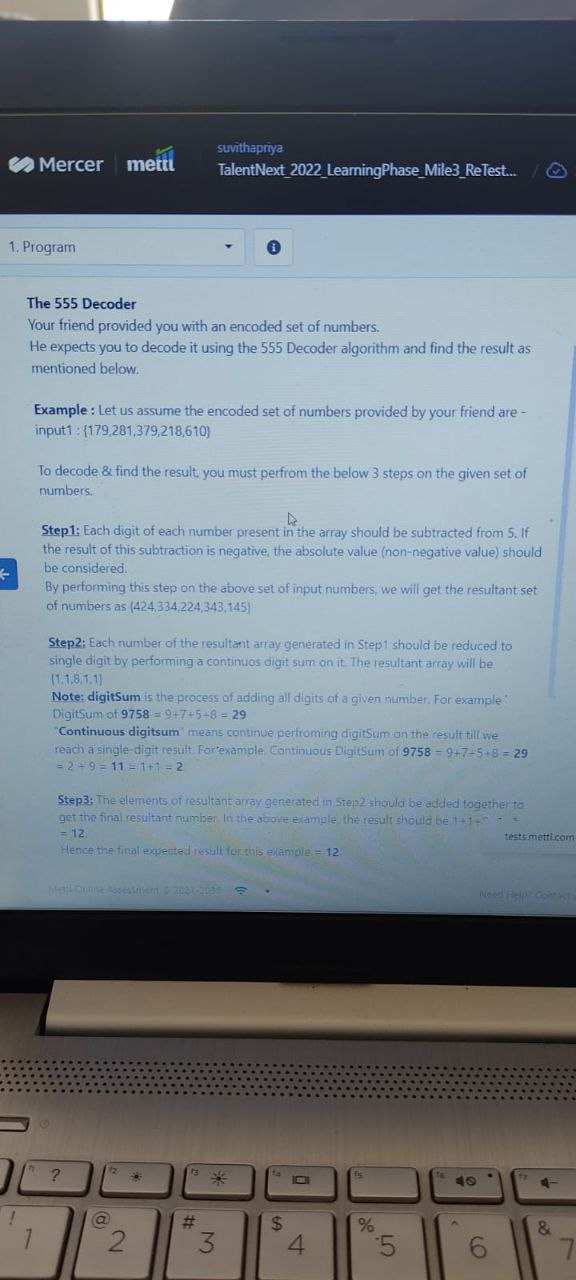 suvithapriya
Mercer | mettl
TalentNext_2022_LearningPhase_Mile3_ReTest... /
1. Program
The 555 Decoder
Your friend provided you with an encoded set of numbers.
He expects you to decode it using the 555 Decoder algorithm and find the result as
mentioned below.
Example : Let us assume the encoded set of numbers provided by your friend are -
input1 : {179,281,379,218,610}
To decode & find the result, you must perfrom the below 3 steps on the given set of
numbers.
Step1: Each digit of each number present in the array should be subtracted from 5. If
the result of this subtraction is negative, the absolute value (non-negative value) should
be considered.
By performing this step on the above set of input numbers, we will get the resultant set
of numbers as {424,334,224,343,145}
Step2: Each number of the resultant array generated in Step1 should be reduced to
single digit by performing a continuos digit sum on it. The resultant array will be
{1,1,8,1,1}
Note: digitSum is the process of adding all digits of a given number. For example
DigitSum of 9758 = 9+7+5+8 = 29
"Continuous digitsum" means continue perfroming digitSum on the result till we
reach a single-digit result. For example, Continuous DigitSum of 9758 = 9+7+5+8 = 29
= 2 + 9 = 11 = 1+1 = 2.
Step3: The elements of resultant array generated in Step2 should be added together to
get the final resultant number. In the above example, the result should be 1+1+
= 12.
tests.mettl.com
Hence the final expected result for this example = 12.
Mettl Online Assessment © 2021-2031
Need Help? Contact
f1 ?
f2
f3
f4
f5
f6
f7
! 1
@ 2
# 3
$ 4
% 5
^ 6
& 7